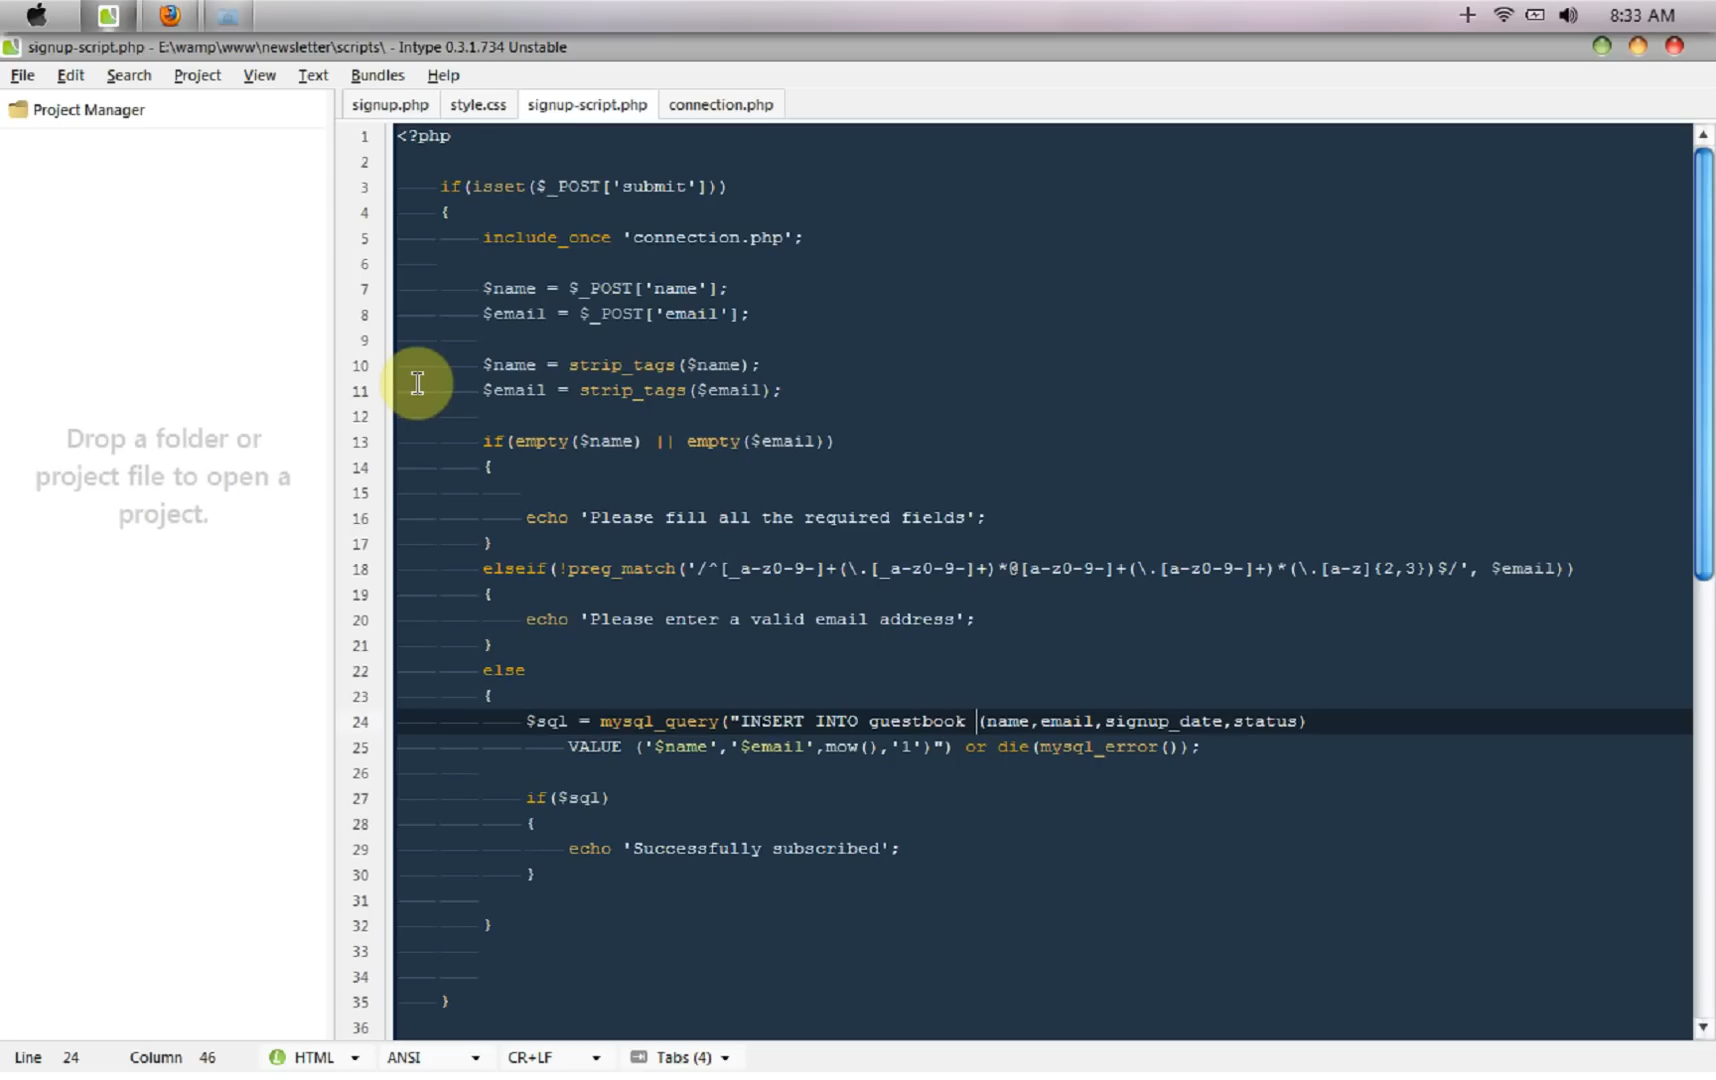 8:33 AM
signup-script.php - E:\wamp\www\newsletter\scripts\ - Intype 0.3.1.734 Unstable
File Edit Search Project View Text Bundles Help
Project Manager
signup.php style.css signup-script.php connection.php
Drop a folder or
project file to open a
project.
1 <?php
2
3 if(isset($_POST['submit']))
4 {
5 include_once 'connection.php';
6
7 $name = $_POST['name'];
8 $email = $_POST['email'];
9
10 $name = strip_tags($name);
11 $email = strip_tags($email);
12
13 if(empty($name) || empty($email))
14 {
15
16 echo 'Please fill all the required fields';
17 }
18 elseif(!preg_match('/^[_a-z0-9-]+(\.[_a-z0-9-]+)*@[a-z0-9-]+(\.[a-z0-9-]+)*(\.[a-z]{2,3})$/', $email))
19 {
20 echo 'Please enter a valid email address';
21 }
22 else
23 {
24 $sql = mysql_query("INSERT INTO guestbook (name,email,signup_date,status)
25 VALUE ('$name','$email',mow(),'1')") or die(mysql_error());
26
27 if($sql)
28 {
29 echo 'Successfully subscribed';
30 }
31
32 }
33
34
35 }
36
Line 24 Column 46 HTML ANSI CR+LF Tabs (4)